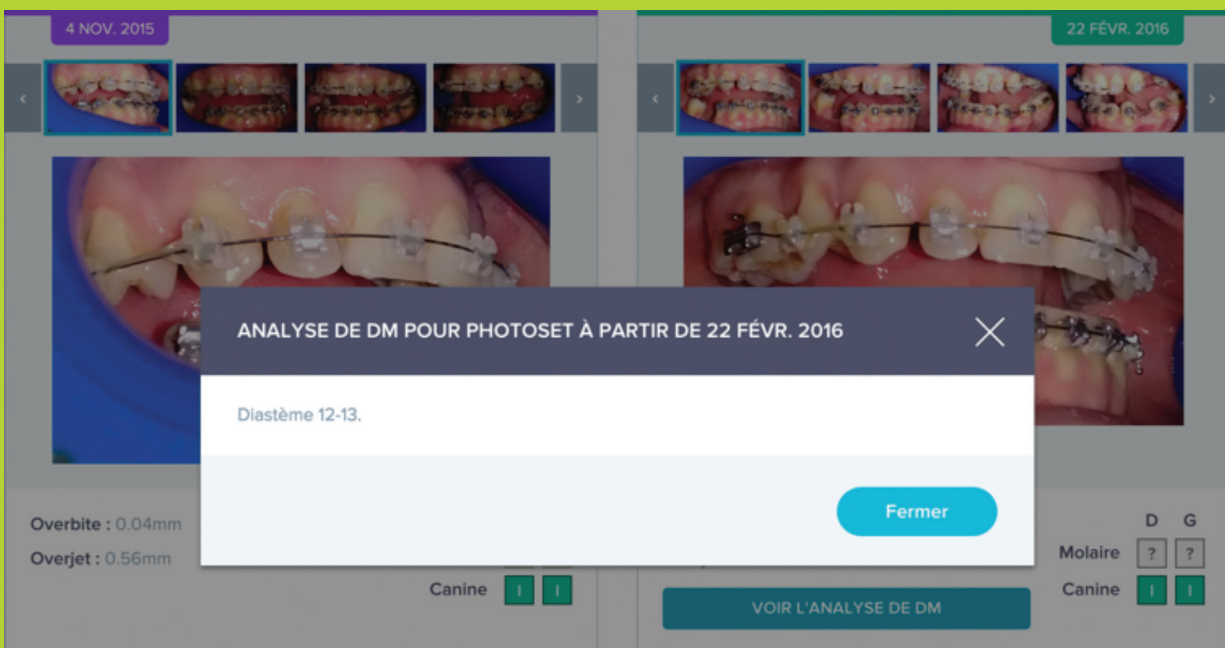 4 NOV. 2015
22 FÉVR. 2016
ANALYSE DE DM POUR PHOTOSET À PARTIR DE 22 FÉVR. 2016
Diastème 12-13.
Fermer
Overbite : 0.04mm
Overjet : 0.56mm
Canine I I
D G
Molaire ? ?
Canine I I
VOIR L'ANALYSE DE DM